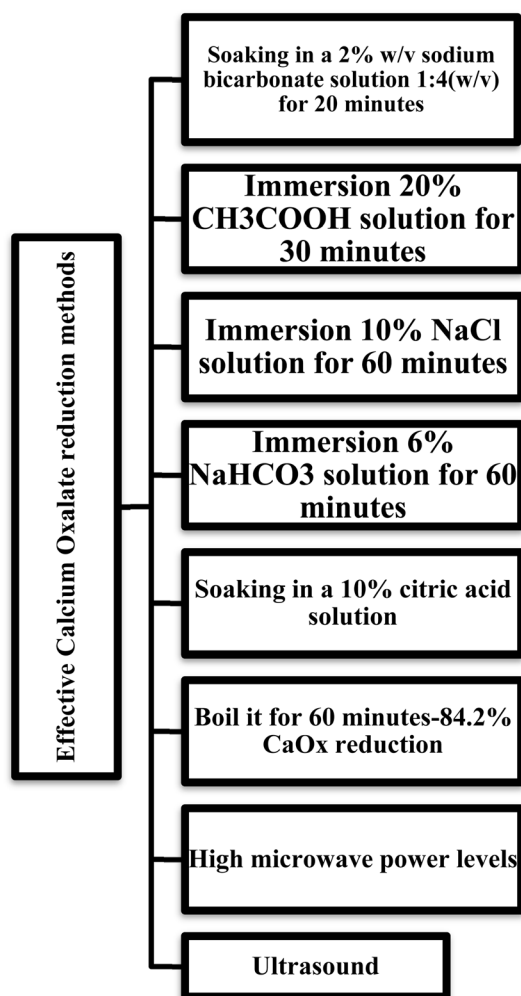 Effective Calcium Oxalate reduction methods
Soaking in a 2% w/v sodium
bicarbonate solution 1:4(w/v)
for 20 minutes
Immersion 20%
CH3COOH solution for
30 minutes
Immersion 10% NaCl
solution for 60 minutes
Immersion 6%
NaHCO3 solution for 60
minutes
Soaking in a 10% citric acid
solution
Boil it for 60 minutes-84.2%
CaOx reduction
High microwave power levels
Ultrasound